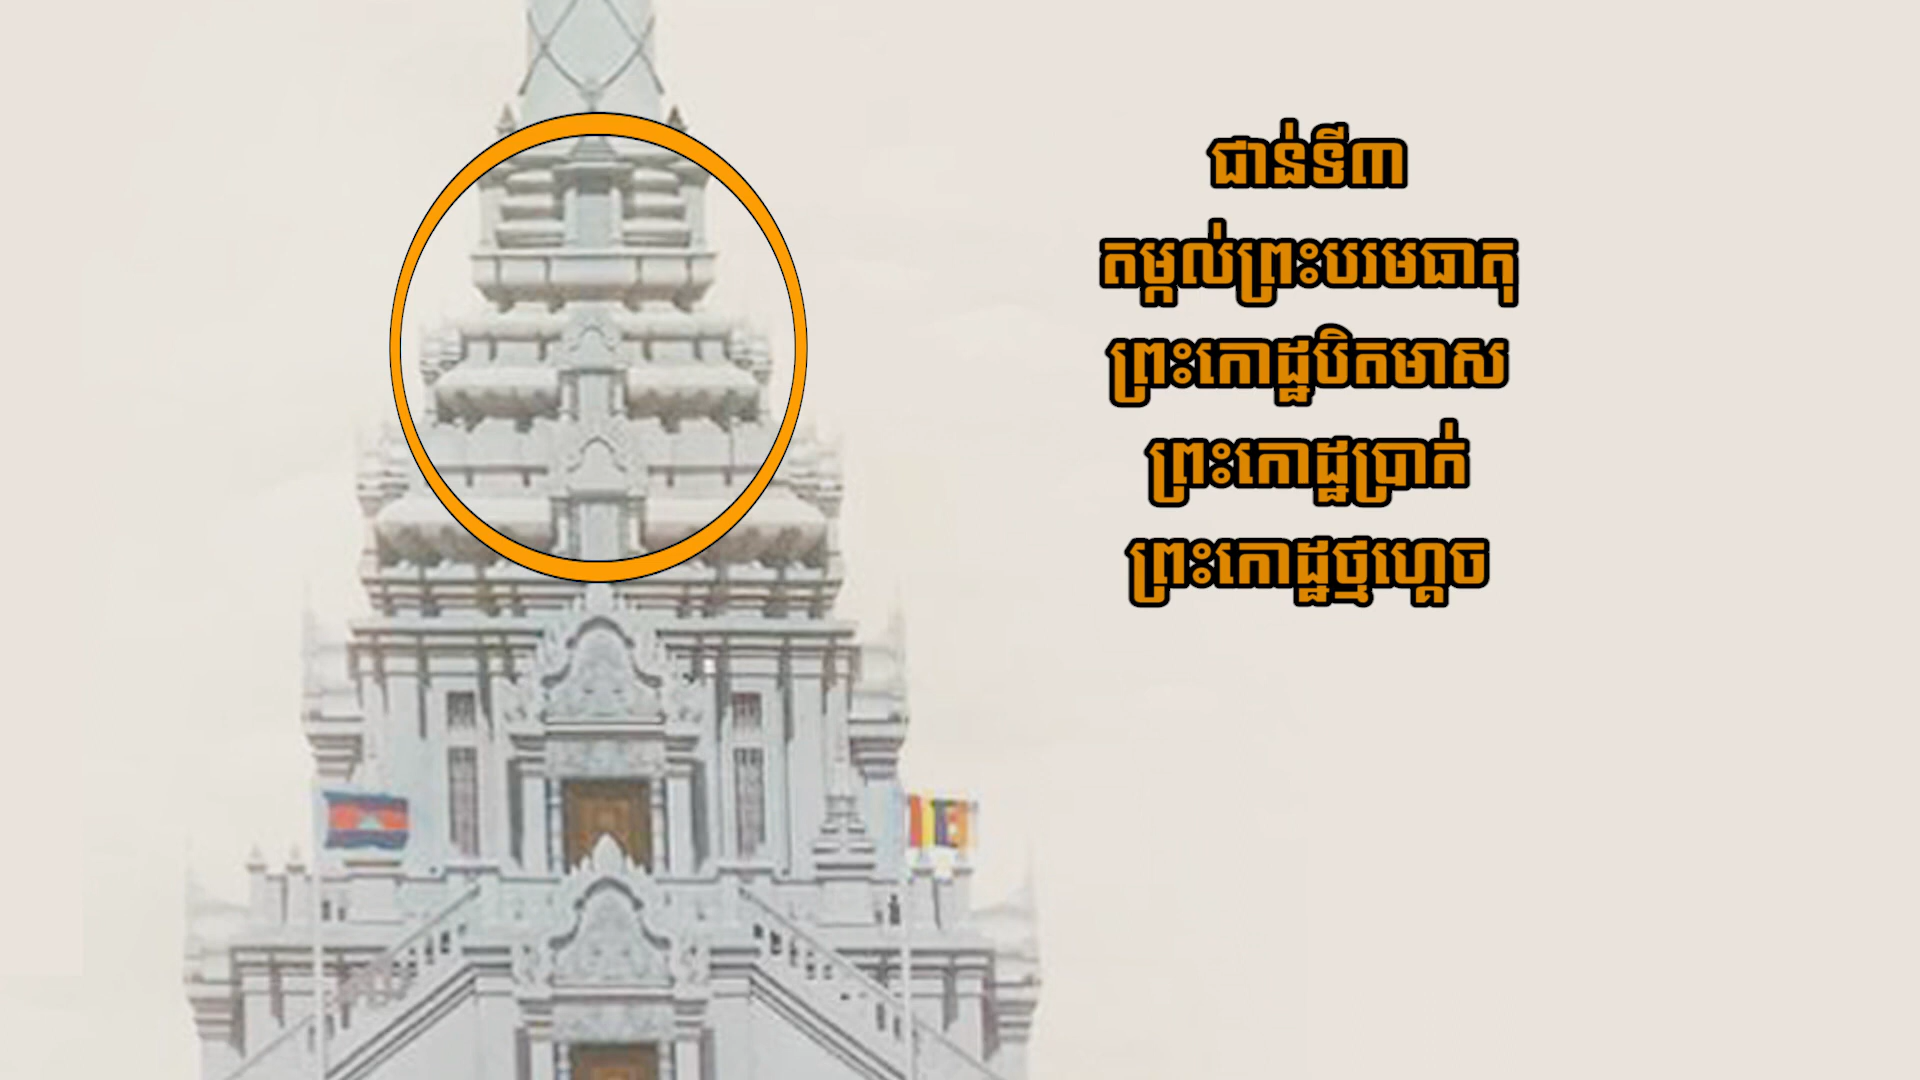 ជាន់ទី៣
តម្កល់ព្រះបរមធាតុ
ព្រះកោដ្ឋបិតមាស
ព្រះកោដ្ឋប្រាក់
ព្រះកោដ្ឋថ្មហ្គេច